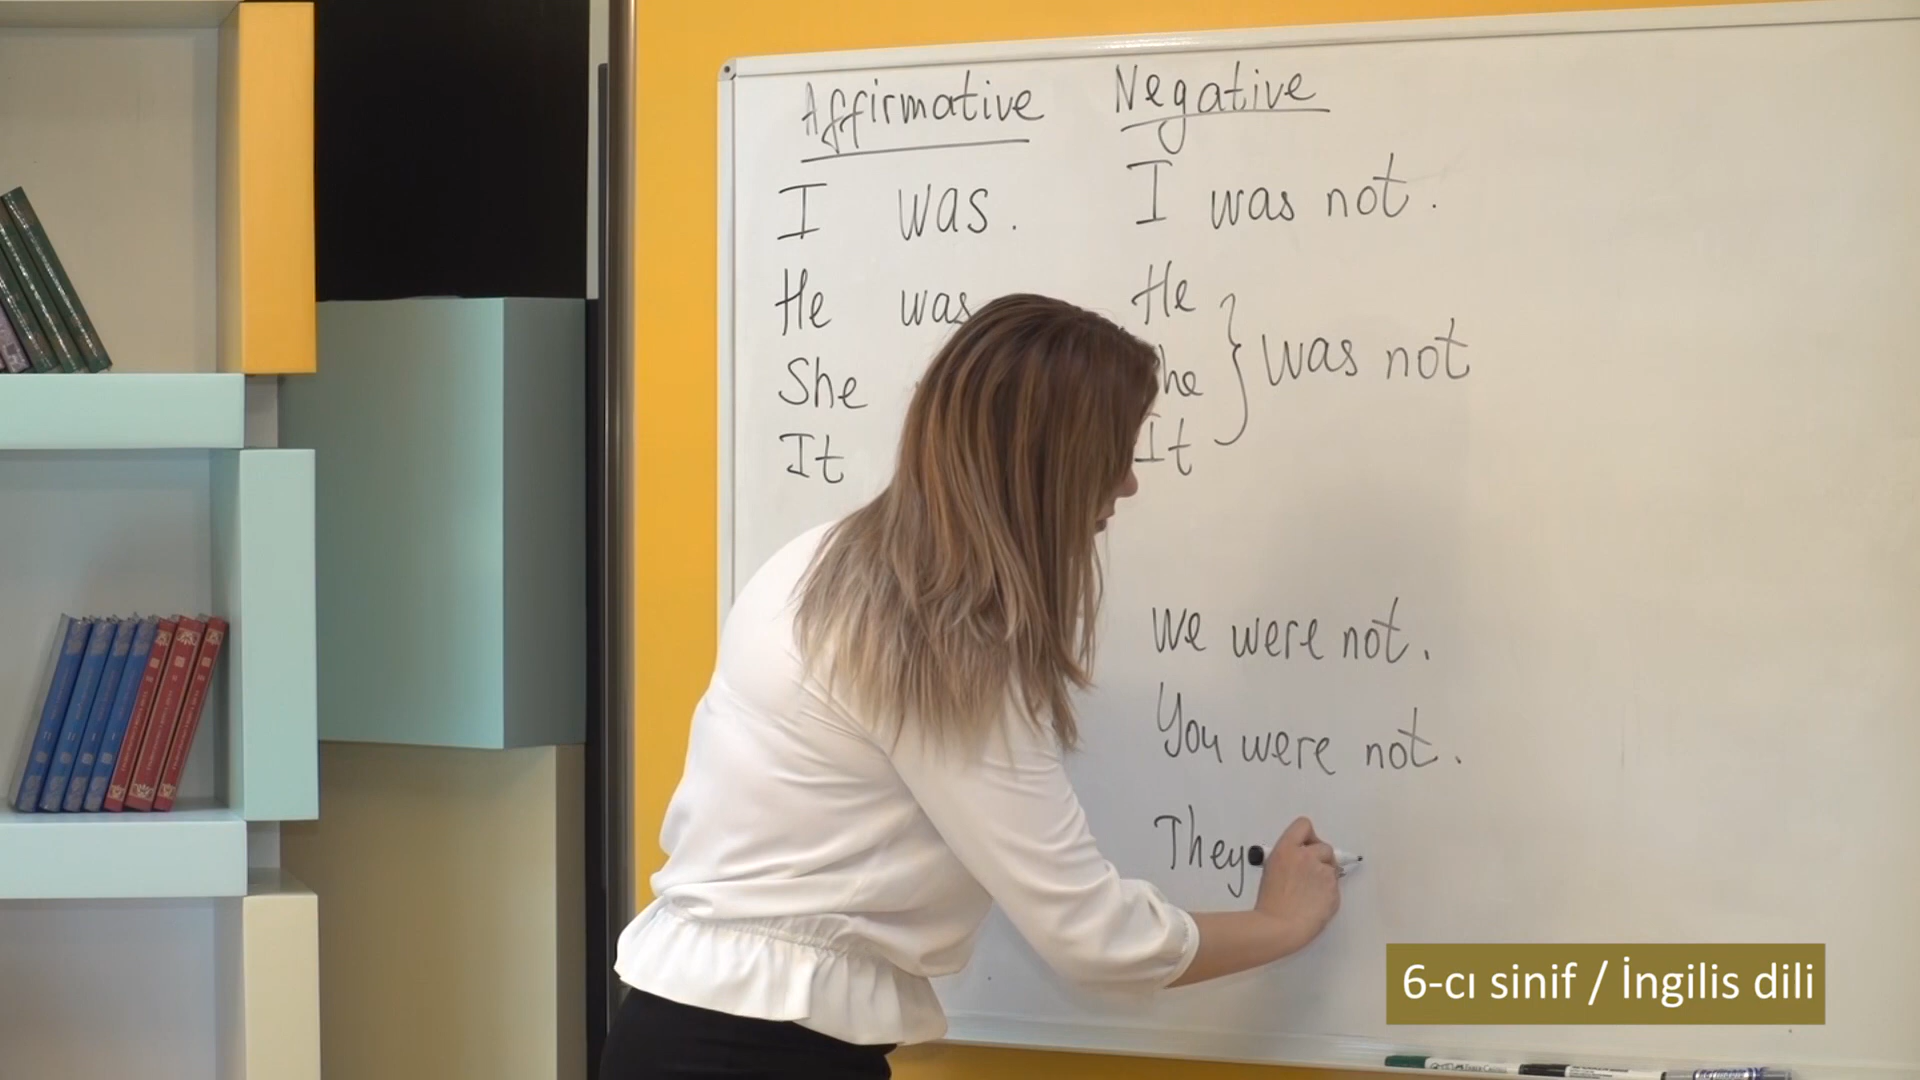 Affirmative Negative
I was. I was not.
He was He
She
It It
was not
We were not.
You were not.
They
6-cı sinif / İngilis dili